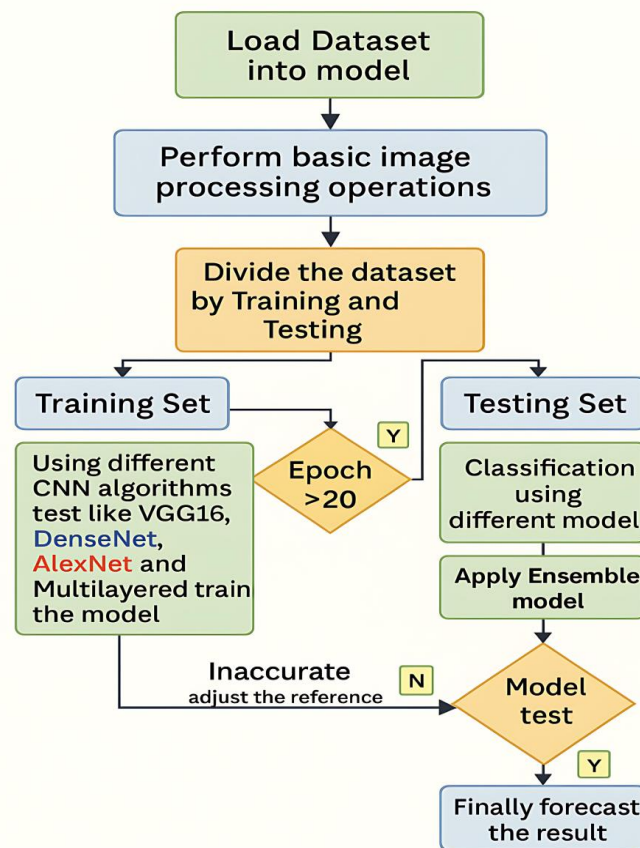 Load Dataset
into model
Perform basic image
processing operations
Divide the dataset
by Training and
Testing
Training Set
Testing Set
Y
Epoch
>20
Using different
CNN algorithms
test like VGG16,
DenseNet,
AlexNet and
Multilayered train
the model
Classification
using
different model
Apply Ensemble
model
Inaccurate
adjust the reference
N
Model
test
Y
Finally forecast
the result